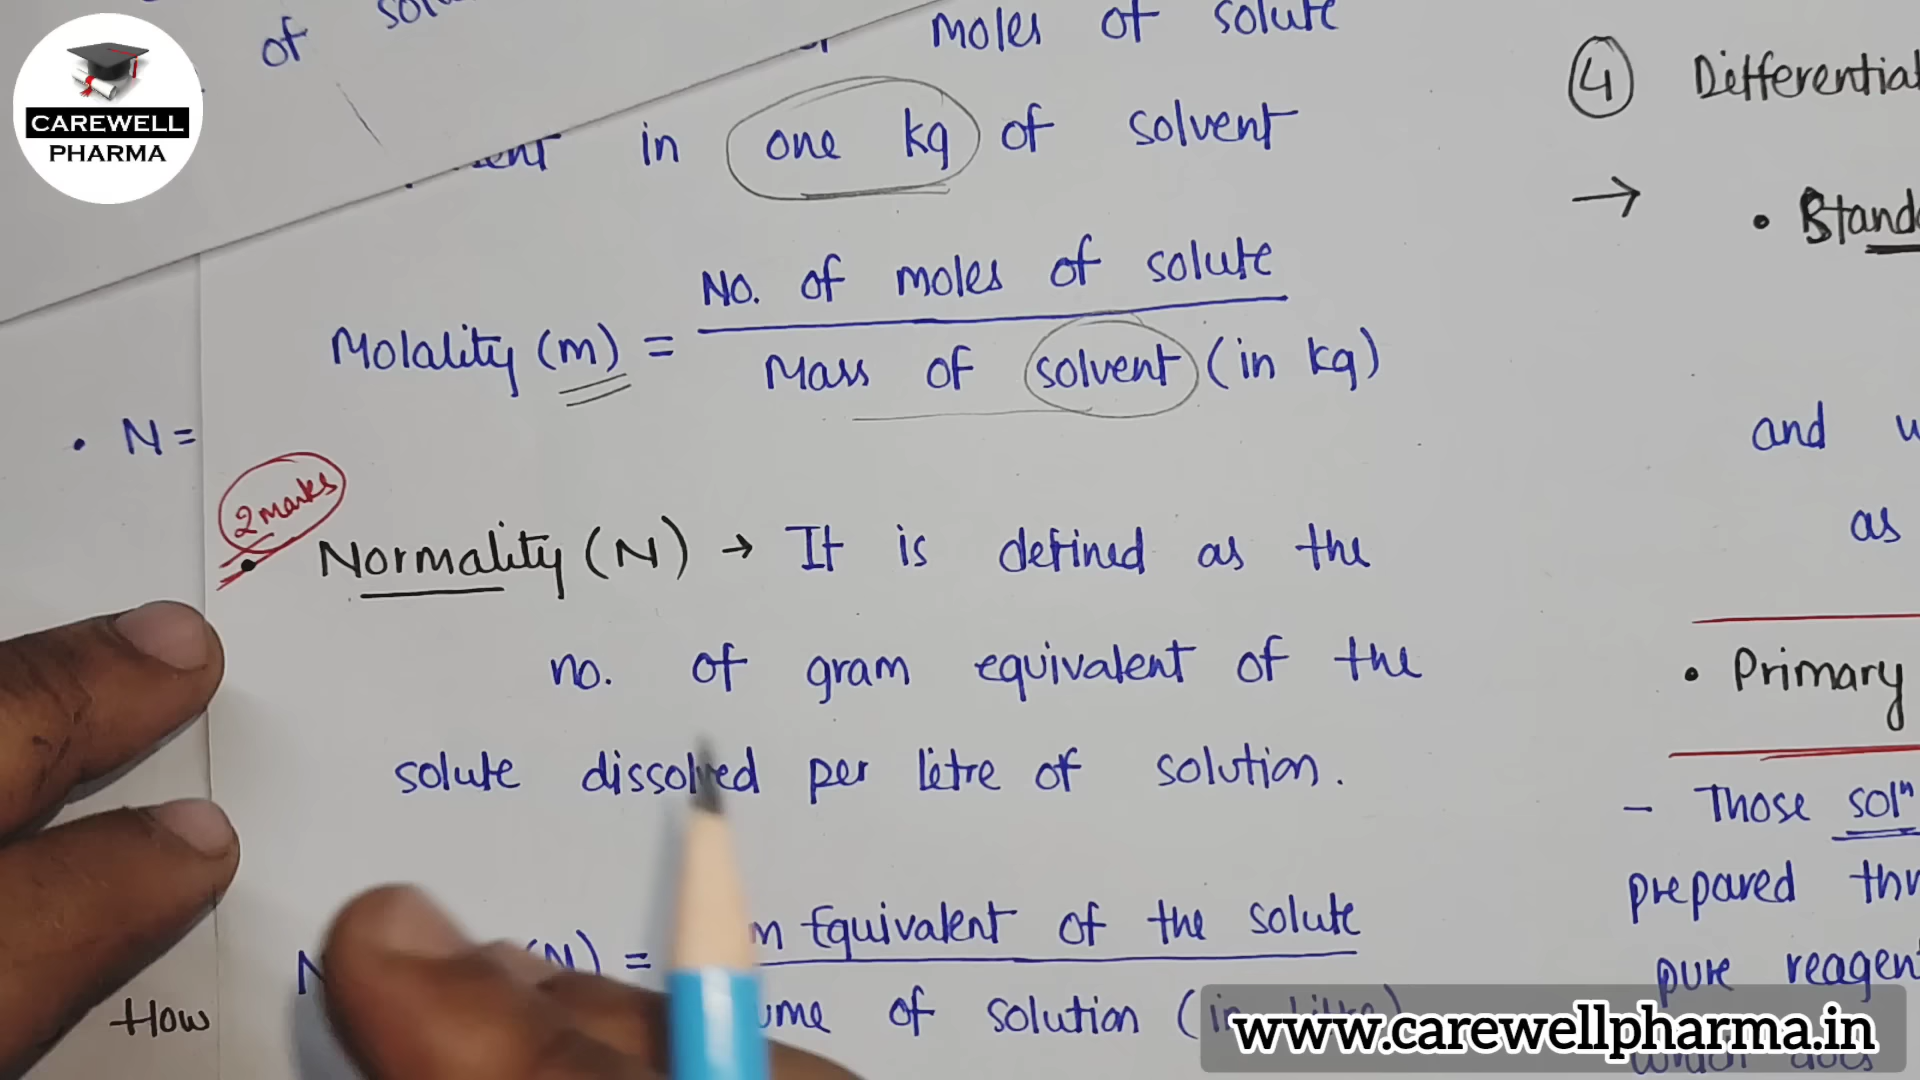 CAREWELL
PHARMA
of
moles of solute
in one kg of solvent
No. of moles of solute
Molality (m) =
Mass of solvent (in kg)
• N =
2 marks
• Normality (N) → It is defined as the
no. of gram equivalent of the
solute dissolved per litre of solution.
Equivalent of the solute
(N) =
of solution (in litre)
How
4 Differential
→
and
as
• Primary
- Those solⁿ
prepared
pure
www.carewellpharma.in